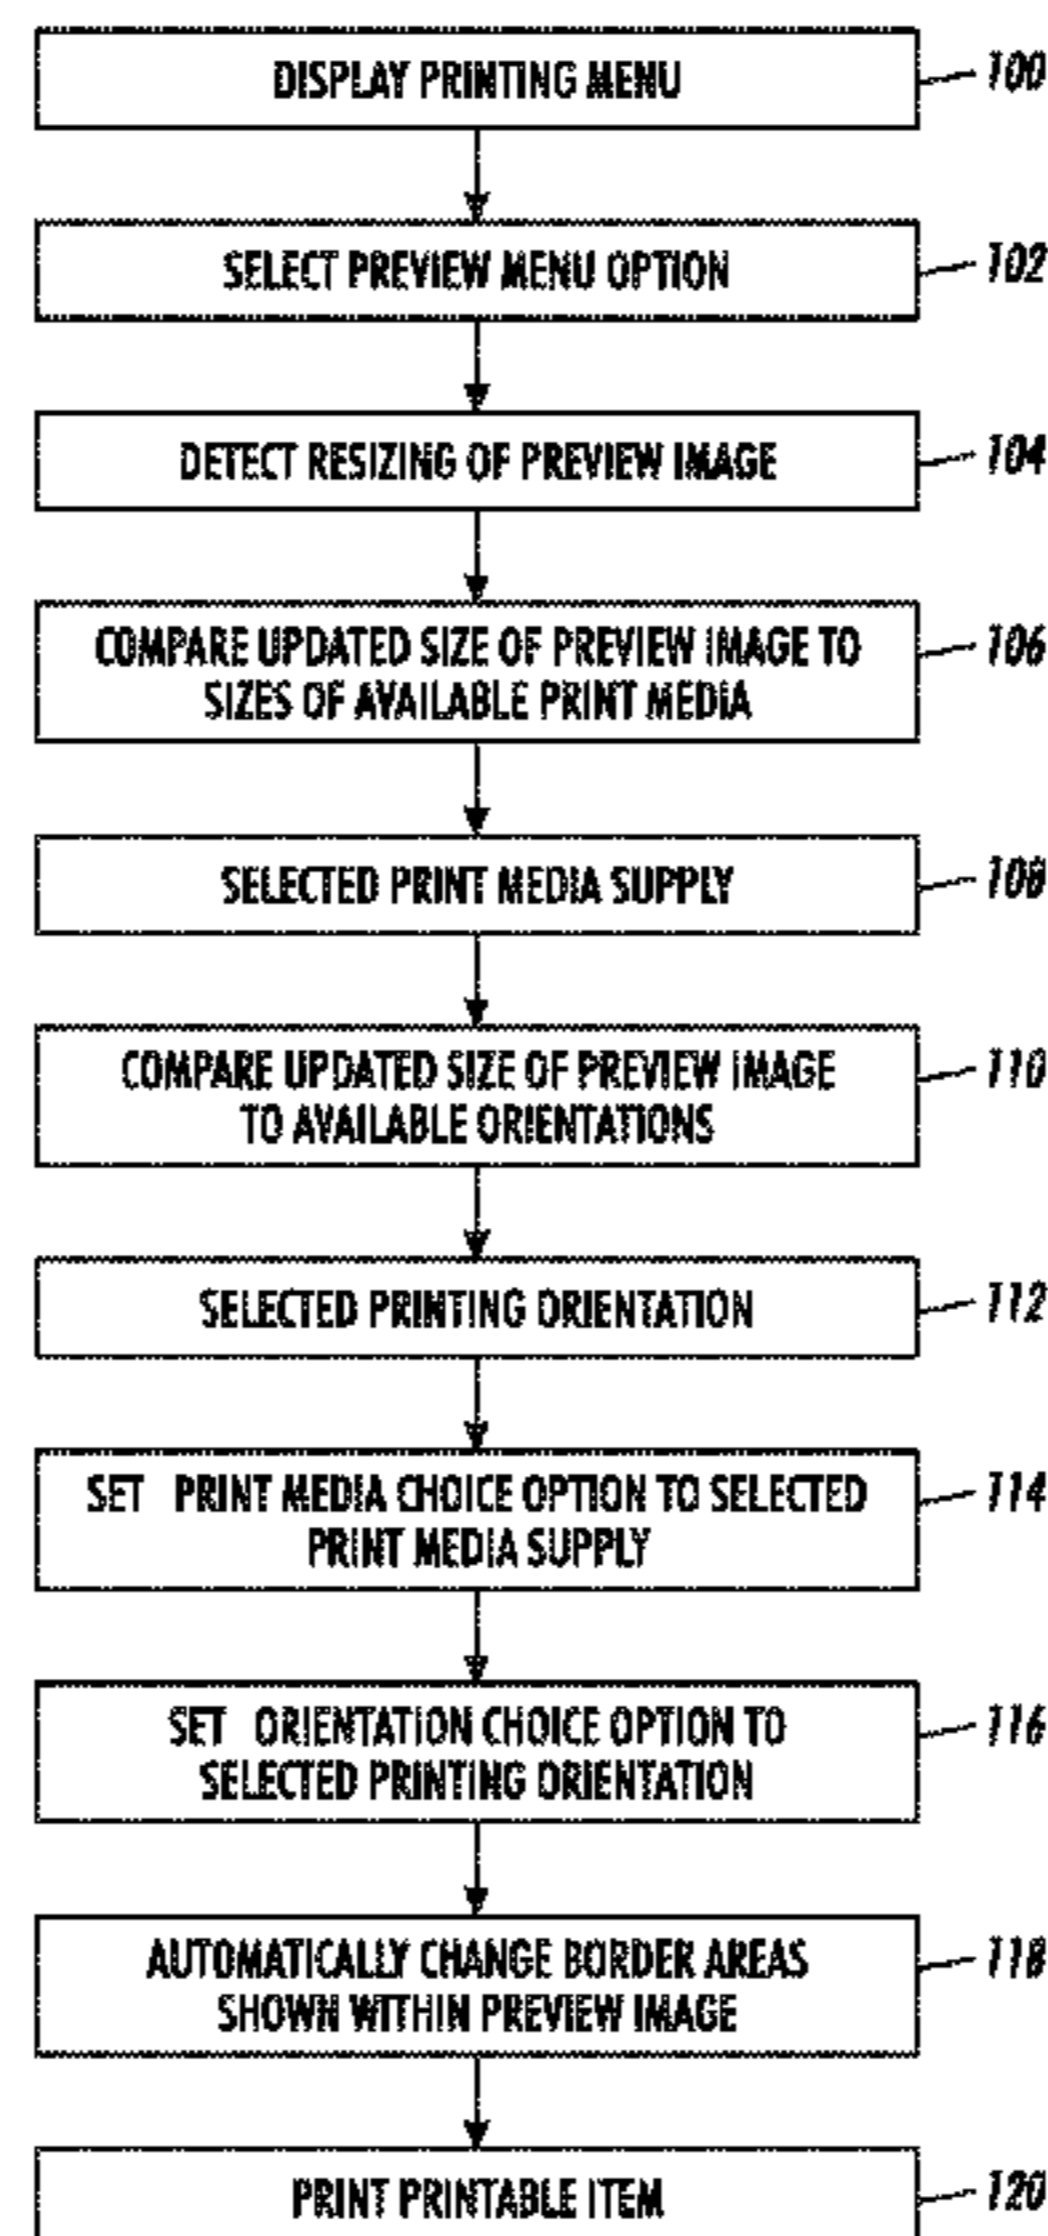 DISPLAY PRINTING MENU
100
SELECT PREVIEW MENU OPTION
102
DETECT RESIZING OF PREVIEW IMAGE
104
COMPARE UPDATED SIZE OF PREVIEW IMAGE TO
SIZES OF AVAILABLE PRINT MEDIA
106
SELECTED PRINT MEDIA SUPPLY
108
COMPARE UPDATED SIZE OF PREVIEW IMAGE
TO AVAILABLE ORIENTATIONS
110
SELECTED PRINTING ORIENTATION
112
SET PRINT MEDIA CHOICE OPTION TO SELECTED
PRINT MEDIA SUPPLY
114
SET ORIENTATION CHOICE OPTION TO
SELECTED PRINTING ORIENTATION
116
AUTOMATICALLY CHANGE BORDER AREAS
SHOWN WITHIN PREVIEW IMAGE
118
PRINT PRINTABLE ITEM
120